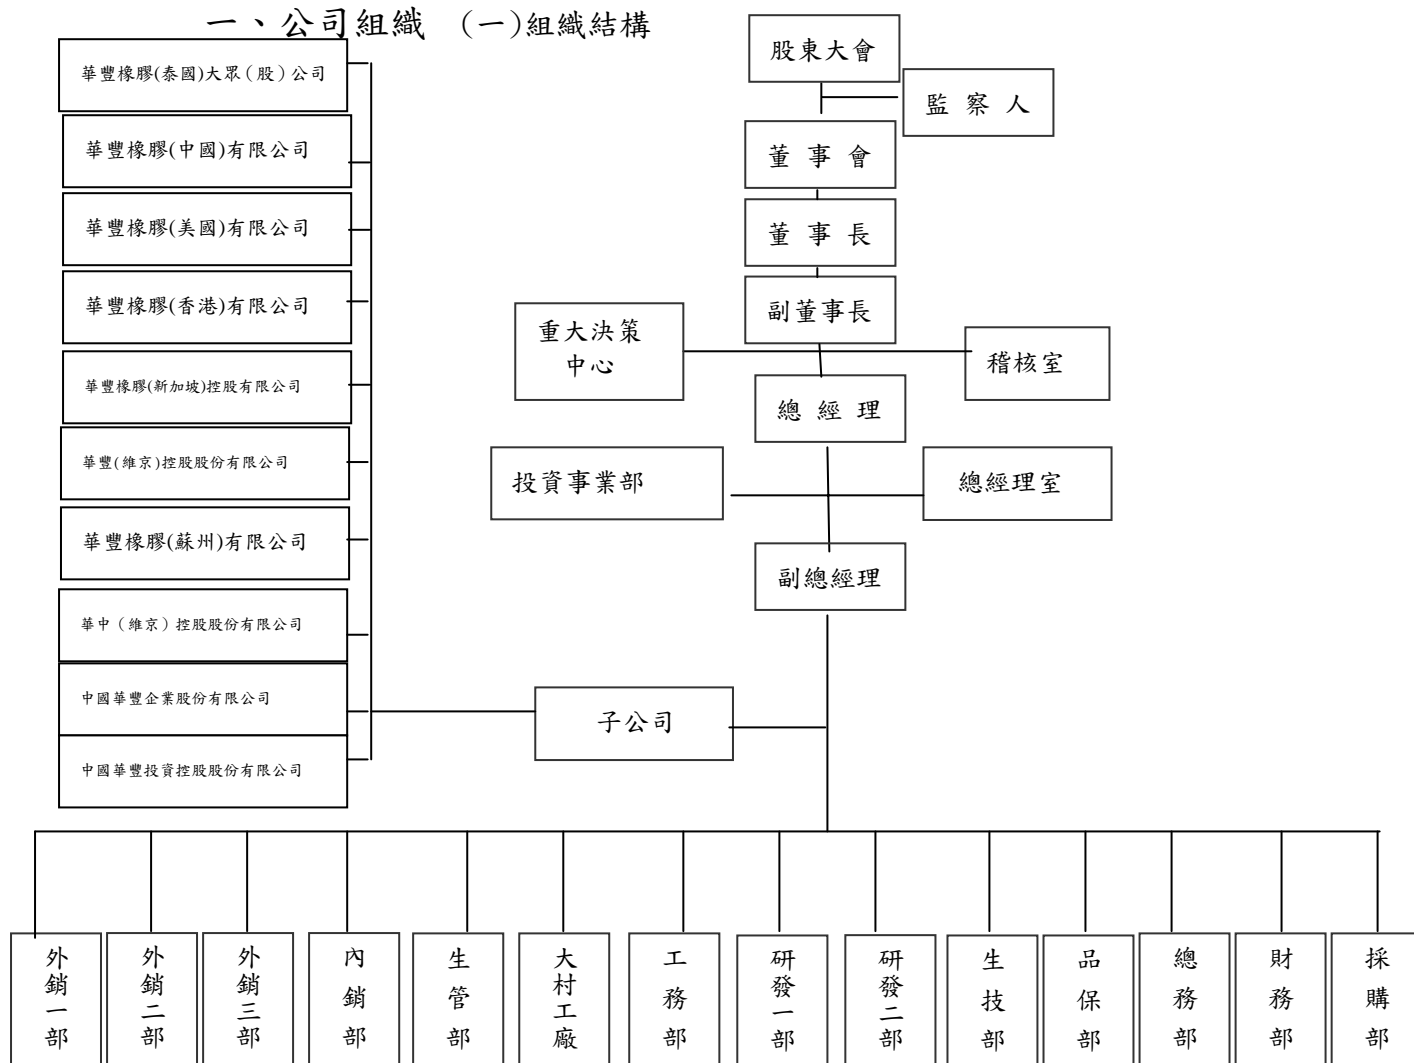 一、公司組織 (一)組織結構
股東大會
監 察 人
董 事 會
董 事 長
副董事長
重大決策
中心
稽核室
總 經 理
投資事業部
總經理室
副總經理
子公司
華豐橡膠(泰國)大眾（股）公司
華豐橡膠(中國)有限公司
華豐橡膠(美國)有限公司
華豐橡膠(香港)有限公司
華豐橡膠(新加坡)控股有限公司
華豐(維京)控股股份有限公司
華豐橡膠(蘇州)有限公司
華中（維京）控股股份有限公司
中國華豐企業股份有限公司
中國華豐投資控股股份有限公司
外銷一部
外銷二部
外銷三部
內銷部
生管部
大村工廠
工務部
研發一部
研發二部
生技部
品保部
總務部
財務部
採購部